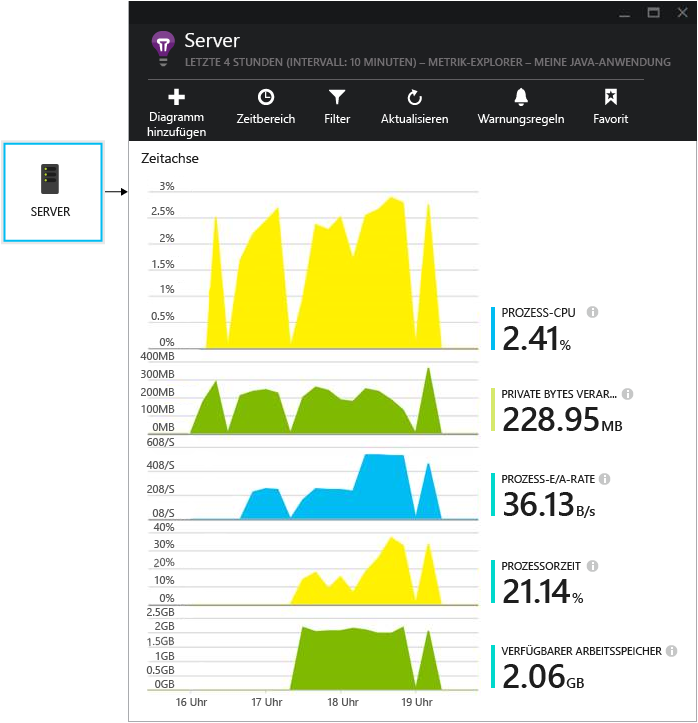 Server
LETZTE 4 STUNDEN (INTERVALL: 10 MINUTEN) – METRIK-EXPLORER – MEINE JAVA-ANWENDUNG
Diagramm
hinzufügen
Zeitbereich
Filter
Aktualisieren
Warnungsregeln
Favorit
SERVER
Zeitachse
3%
2.5%
2%
1.5%
1%
0.5%
0%
PROZESS-CPU
2.41%
400MB
300MB
200MB
100MB
0MB
PRIVATE BYTES VERAR...
228.95MB
608/S
408/S
208/S
08/S
PROZESS-E/A-RATE
36.13B/s
40%
30%
20%
10%
0%
PROZESSORZEIT
21.14%
2.5GB
2GB
1.5GB
1GB
0.5GB
0GB
VERFÜGBARER ARBEITSSPEICHER
2.06GB
16 Uhr 17 Uhr 18 Uhr 19 Uhr